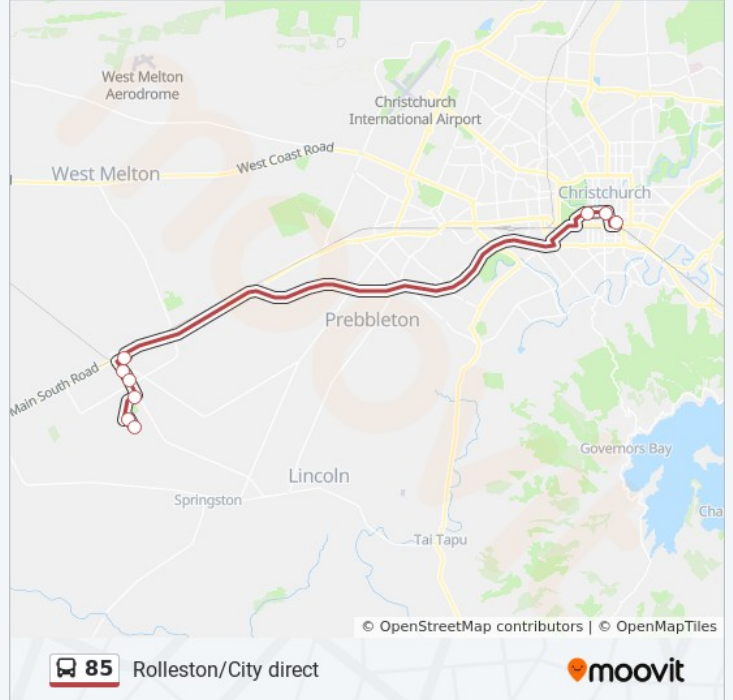 West Melton
Aerodrome
Christchurch
International Airport
West Coast Road
West Melton
Christchurch
Prebbleton
Main South Road
Governors Bay
Lincoln
Springston
Cha
Tai Tapu
© OpenStreetMap contributors | © OpenMapTiles
85 Rolleston/City direct
moovit